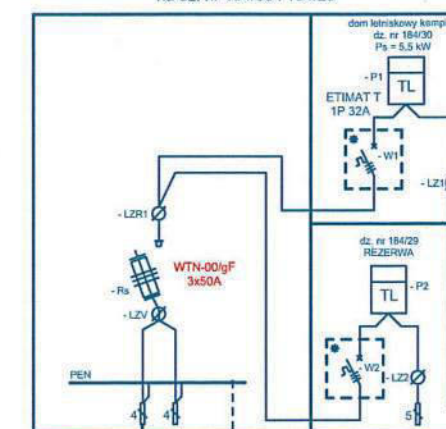 dom letniskowy kompl
dz. nr 184/30
Ps = 5,5 kW
- P1
TL
ETIMAT T
1P 32A
- W1
- LZ1
- LZR1
WTN-00/gF
3x50A
- Rs
- LZV
PEN
4
4
dz. nr 184/29
REZERWA
- P2
TL
- W2
- LZ2
5